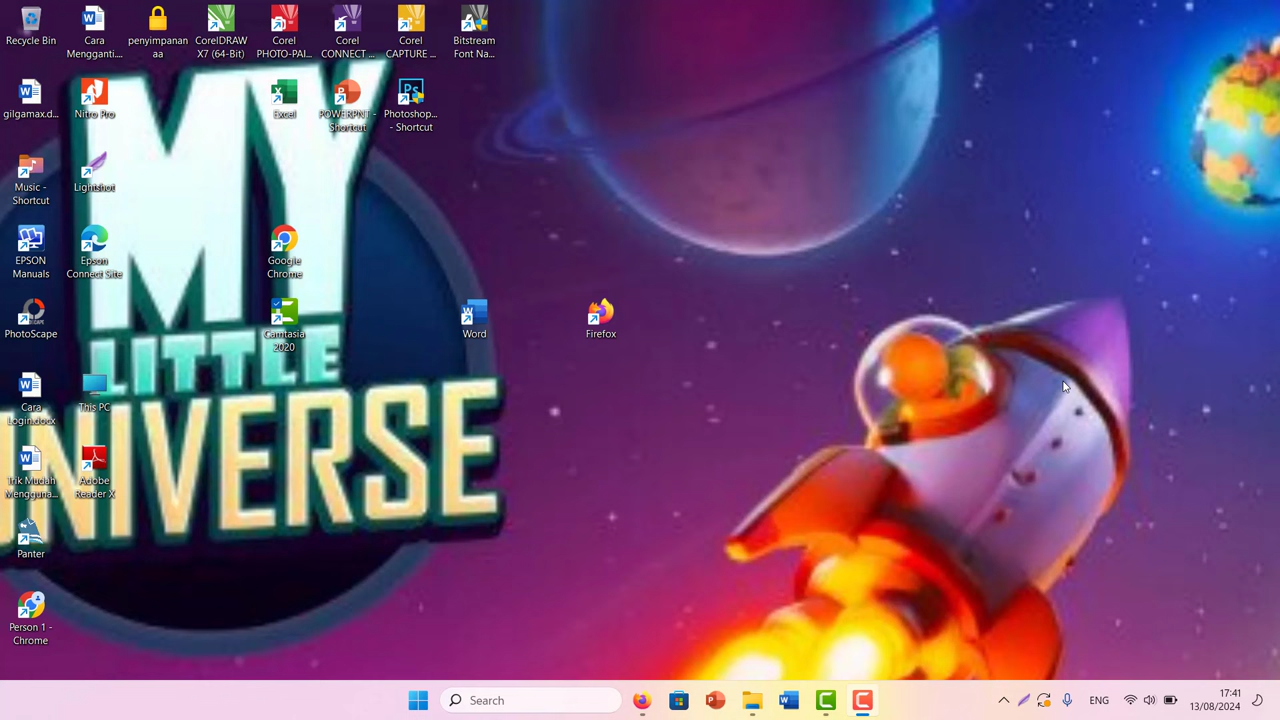 Recycle Bin
Cara Mengganti...
penyimpanan aa
CorelDRAW X7 (64-Bit)
Corel PHOTO-PAI...
Corel CONNECT ...
Corel CAPTURE ...
Bitstream Font Na...
gilgamax.d...
Nitro Pro
Excel
POWERPNT - Shortcut
Photoshop... - Shortcut
Music - Shortcut
Lightshot
EPSON Manuals
Epson Connect Site
Google Chrome
PhotoScape
Camtasia 2020
Word
Firefox
Cara Login.docx
This PC
Trik Mudah Mengguna...
Adobe Reader X
Panter
Person 1 - Chrome
MY
LITTLE
UNIVERSE
Search
ENG
17:41
13/08/2024